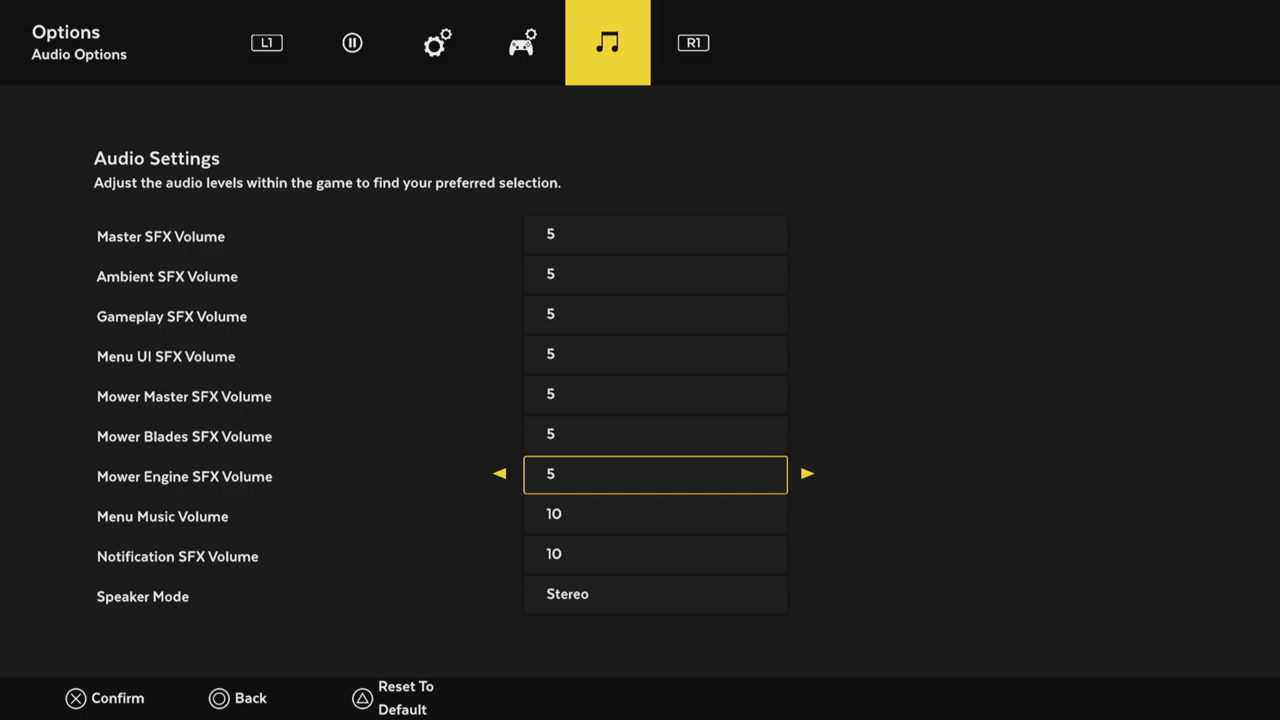 Options
Audio Options
L1
R1
Audio Settings
Adjust the audio levels within the game to find your preferred selection.
Master SFX Volume 5
Ambient SFX Volume 5
Gameplay SFX Volume 5
Menu UI SFX Volume 5
Mower Master SFX Volume 5
Mower Blades SFX Volume 5
Mower Engine SFX Volume 5
Menu Music Volume 10
Notification SFX Volume 10
Speaker Mode Stereo
Confirm
Back
Reset To
Default